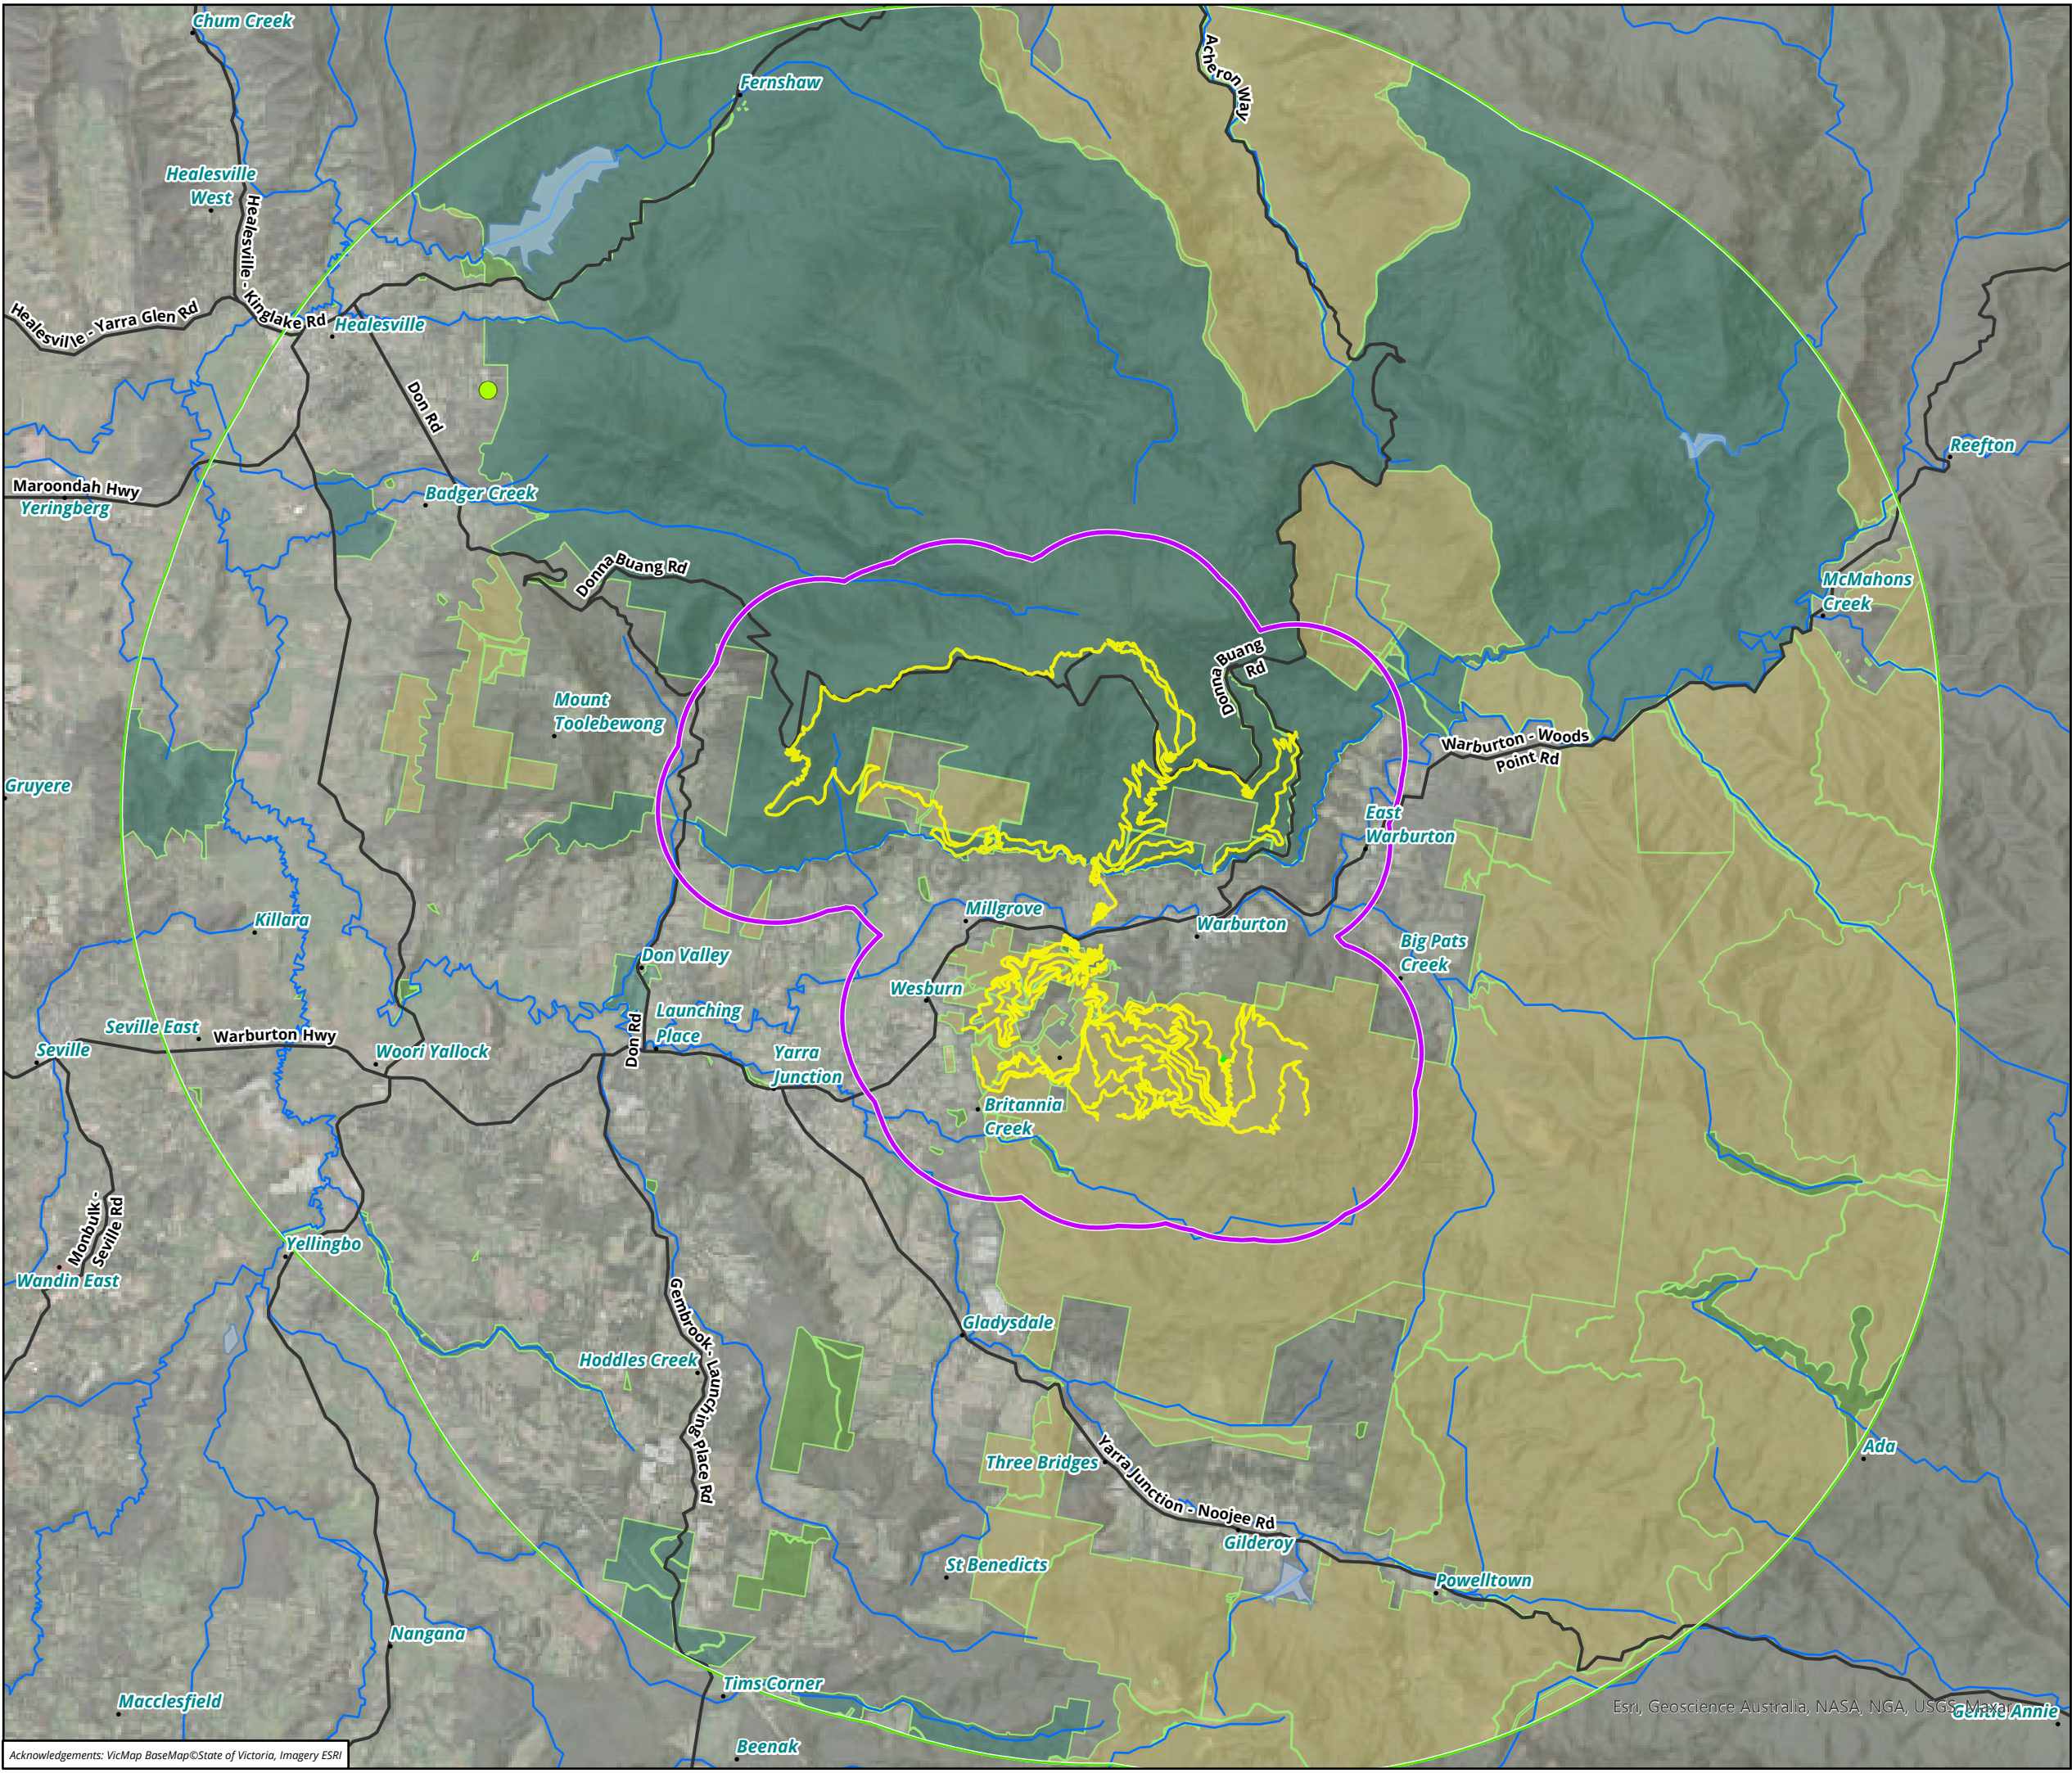 Chum Creek
Acheron Way
Fernshaw
Healesville
West
Healesville - Kinglake Rd
Healesville - Yarra Glen Rd
Healesville
Don Rd
Reefton
Maroondah Hwy
Yeringberg
Badger Creek
Donna Buang Rd
McMahons
Creek
Donna Buang
Rd
Mount
Toolebewong
Warburton - Woods
Point Rd
Gruyere
East
Warburton
Killara
Millgrove
Warburton
Big Pats
Creek
Don Valley
Wesburn
Launching
Place
Seville East
Warburton Hwy
Don Rd
Seville
Woori Yallock
Yarra
Junction
Britannia
Creek
Monbulk -
Seville Rd
Yellingbo
Wandin East
Gembrook - Launching Place Rd
Gladysdale
Hoddles Creek
Ada
Three Bridges
Yarra Junction - Noojee Rd
Gilderoy
St Benedicts
Powelltown
Nangana
Tims Corner
Macclesfield
Esri, Geoscience Australia, NASA, NGA, USGS, Maxar
Gentle Annie
Beenak
Acknowledgements: VicMap BaseMap©State of Victoria, Imagery ESRI